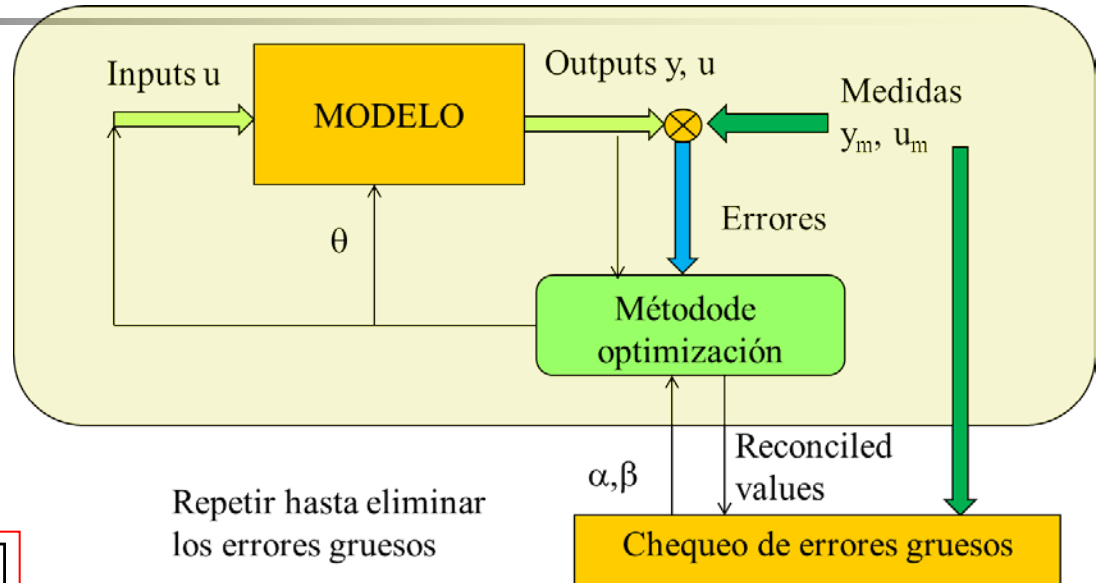 Inputs u
MODELO
Outputs y, u
Medidas
yₘ, uₘ
θ
Errores
Métodode
optimización
α,β
Reconciled
values
Repetir hasta eliminar
los errores gruesos
Chequeo de errores gruesos